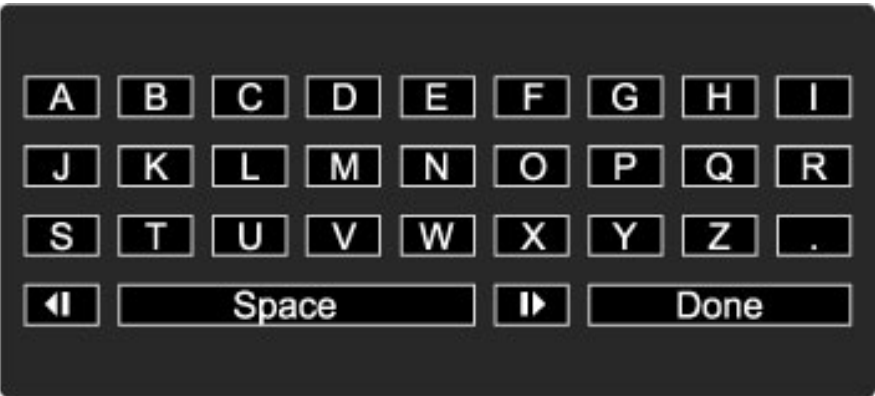 A B C D E F G H I
J K L M N O P Q R
S T U V W X Y Z .
Space Done